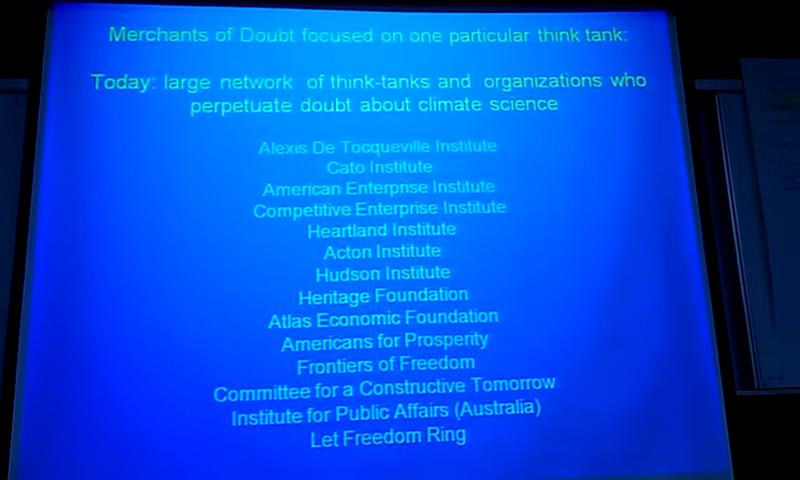 Merchants of Doubt focused on one particular think tank:
Today: large network of think-tanks and organizations who
perpetuate doubt about climate science
Alexis De Tocqueville Institute
Cato Institute
American Enterprise Institute
Competitive Enterprise Institute
Heartland Institute
Acton Institute
Hudson Institute
Heritage Foundation
Atlas Economic Foundation
Americans for Prosperity
Frontiers of Freedom
Committee for a Constructive Tomorrow
Institute for Public Affairs (Australia)
Let Freedom Ring